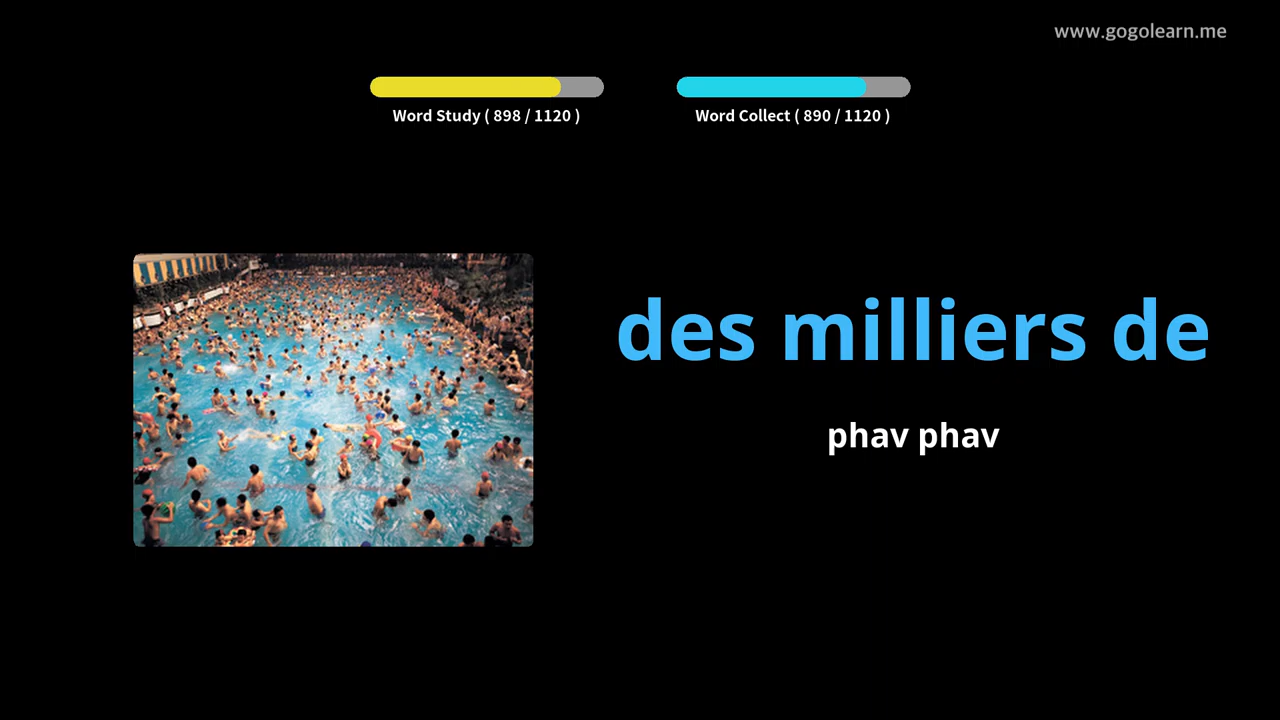 www.gogolearn.me
Word Study ( 898 / 1120 )
Word Collect ( 890 / 1120 )
des milliers de
phav phav